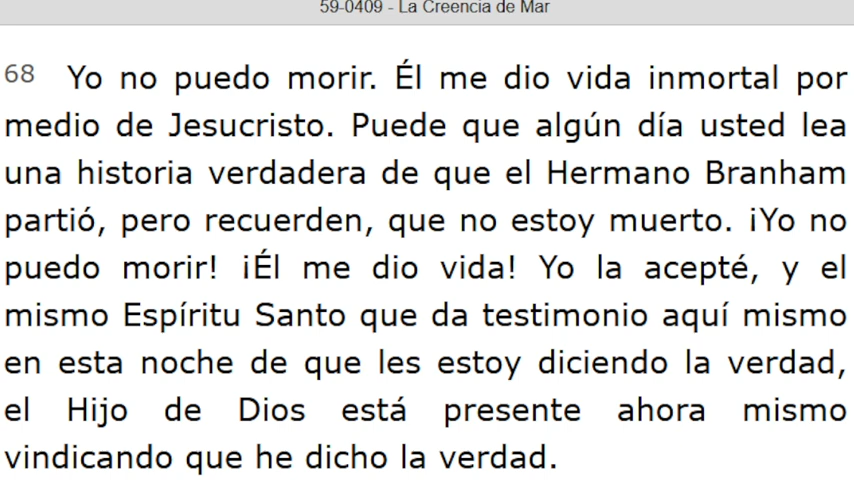 59-0409 - La Creencia de Mar
68 Yo no puedo morir. Él me dio vida inmortal por
medio de Jesucristo. Puede que algún día usted lea
una historia verdadera de que el Hermano Branham
partió, pero recuerden, que no estoy muerto. ¡Yo no
puedo morir! ¡Él me dio vida! Yo la acepté, y el
mismo Espíritu Santo que da testimonio aquí mismo
en esta noche de que les estoy diciendo la verdad,
el Hijo de Dios está presente ahora mismo
vindicando que he dicho la verdad.